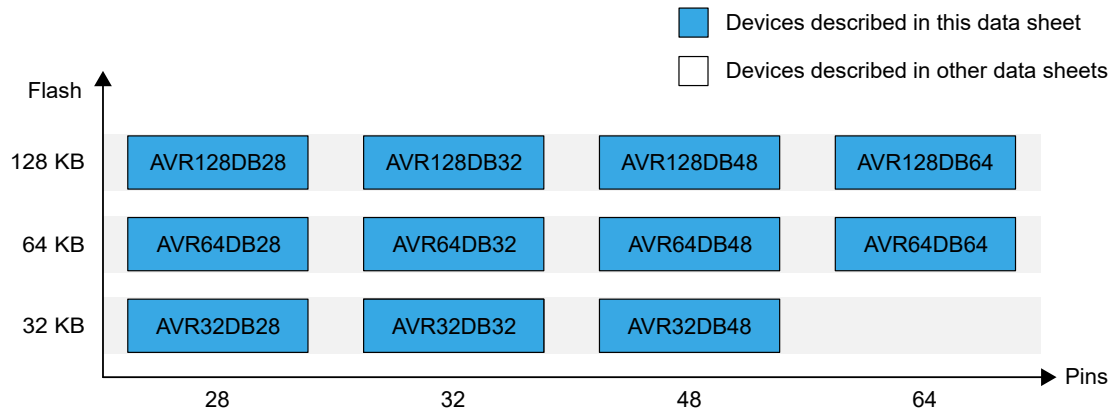 Devices described in this data sheet
Devices described in other data sheets
Flash
128 KB AVR128DB28 AVR128DB32 AVR128DB48 AVR128DB64
64 KB AVR64DB28 AVR64DB32 AVR64DB48 AVR64DB64
32 KB AVR32DB28 AVR32DB32 AVR32DB48
Pins
28 32 48 64